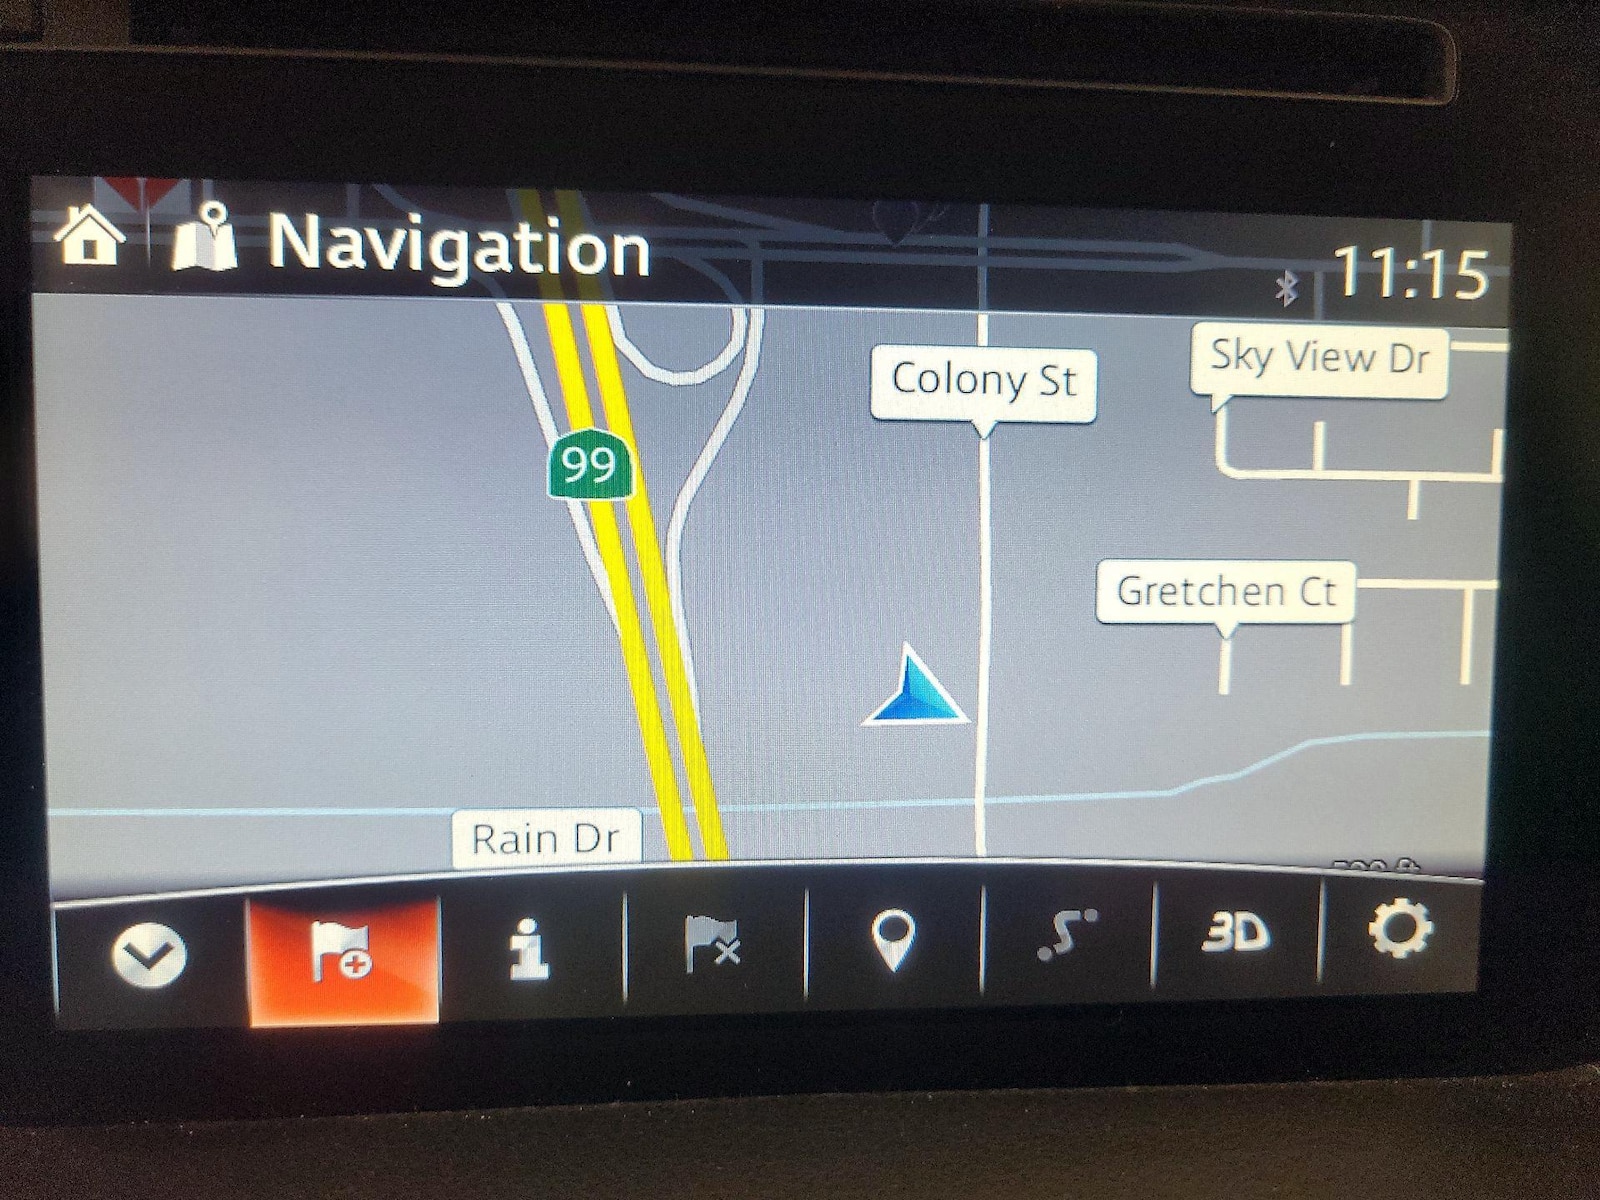 Navigation
11:15
Sky View Dr
Colony St
99
Gretchen Ct
Rain Dr
3D